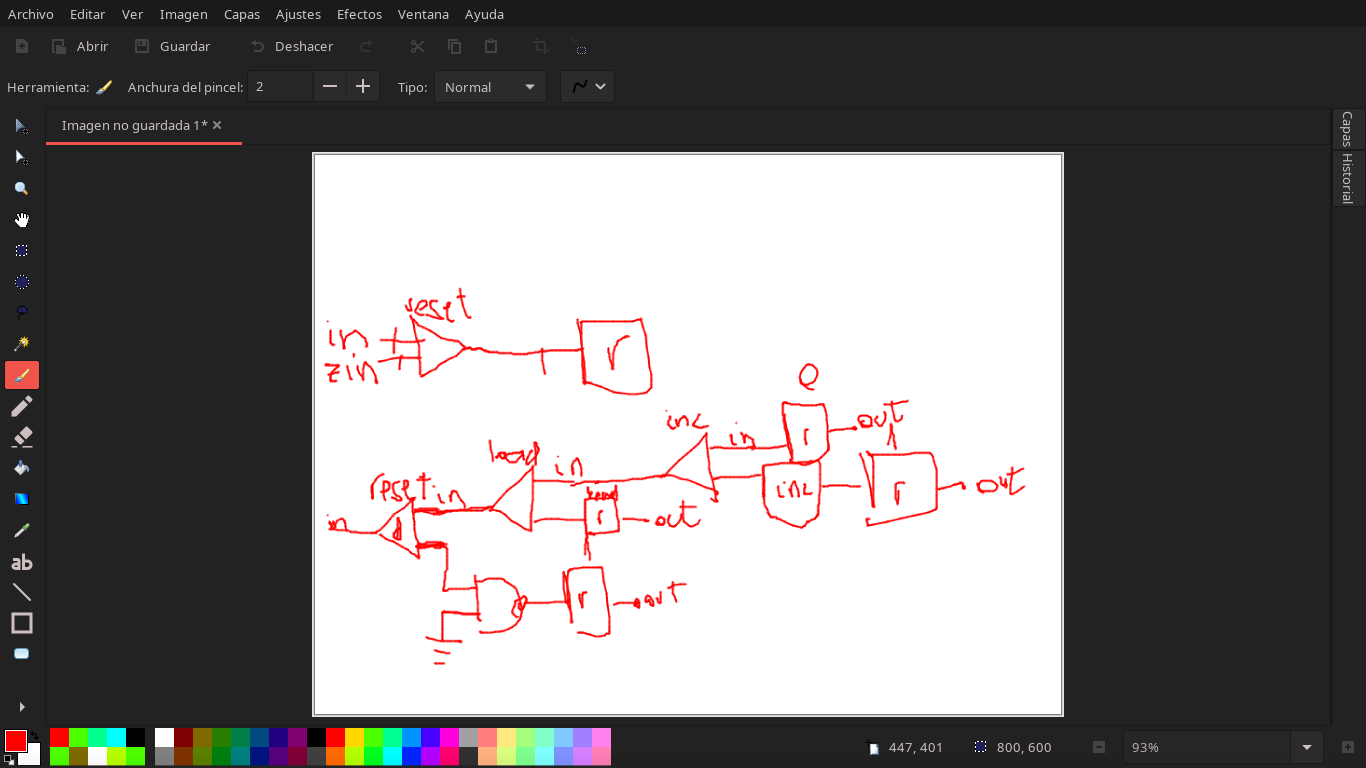 Archivo Editar Ver Imagen Capas Ajustes Efectos Ventana Ayuda
Abrir Guardar Deshacer
Herramienta: Anchura del pincel: 2 Tipo: Normal
Imagen no guardada 1*
Capas
Historial
reset
in
zin
r
Q
inc
in
r
out
load
in
inc
r
out
reset
in
in
load
r
out
r
out
ab
447, 401
800, 600
93%